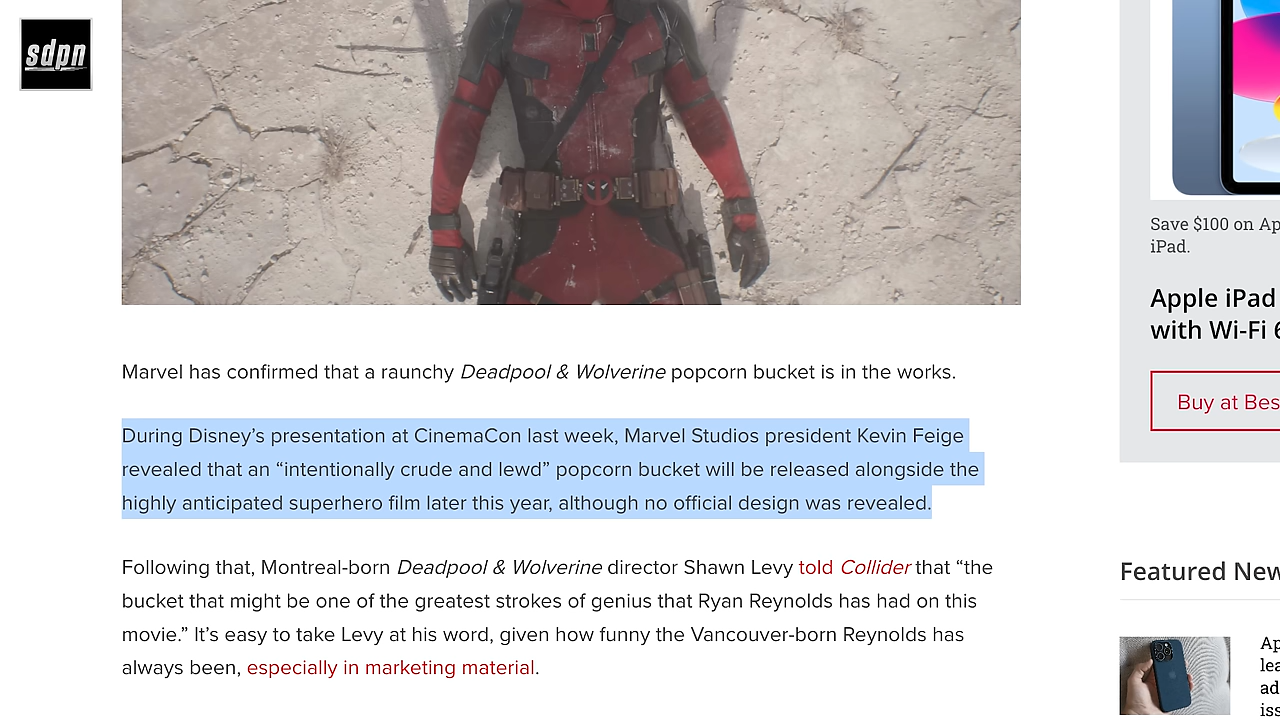 sdpn
Marvel has confirmed that a raunchy Deadpool & Wolverine popcorn bucket is in the works.
During Disney’s presentation at CinemaCon last week, Marvel Studios president Kevin Feige
revealed that an “intentionally crude and lewd” popcorn bucket will be released alongside the
highly anticipated superhero film later this year, although no official design was revealed.
Following that, Montreal-born Deadpool & Wolverine director Shawn Levy told Collider that “the
bucket that might be one of the greatest strokes of genius that Ryan Reynolds has had on this
movie.” It’s easy to take Levy at his word, given how funny the Vancouver-born Reynolds has
always been, especially in marketing material.
Save $100 on Ap
iPad.
Apple iPad
with Wi-Fi 6
Buy at Bes
Featured New
Ap
lea
ad
iss